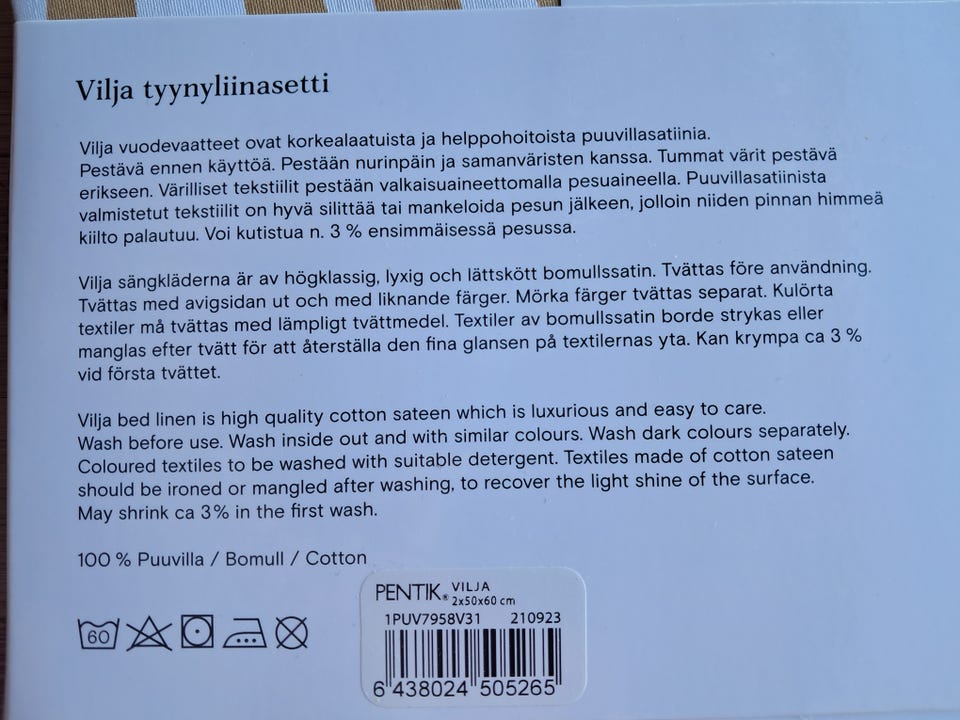 Vilja tyynyliinasetti
Vilja vuodevaatteet ovat korkealaatuista ja helppohoitoista puuvillasatiinia.
Pestävä ennen käyttöä. Pestään nurinpäin ja samanväristen kanssa. Tummat värit pestävä
erikseen. Värilliset tekstiilit pestään valkaisuaineettomalla pesuaineella. Puuvillasatiinista
valmistetut tekstiilit on hyvä silittää tai mankeloida pesun jälkeen, jolloin niiden pinnan himmeä
kiilto palautuu. Voi kutistua n. 3 % ensimmäisessä pesussa.
Vilja sängkläderna är av högklassig, lyxig och lättskött bomullssatin. Tvättas före användning.
Tvättas med avigsidan ut och med liknande färger. Mörka färger tvättas separat. Kulörta
textiler må tvättas med lämpligt tvättmedel. Textiler av bomullssatin borde strykas eller
manglas efter tvätt för att återställa den fina glansen på textilernas yta. Kan krympa ca 3 %
vid första tvättet.
Vilja bed linen is high quality cotton sateen which is luxurious and easy to care.
Wash before use. Wash inside out and with similar colours. Wash dark colours separately.
Coloured textiles to be washed with suitable detergent. Textiles made of cotton sateen
should be ironed or mangled after washing, to recover the light shine of the surface.
May shrink ca 3% in the first wash.
100 % Puuvilla / Bomull / Cotton
60
PENTIK® VILJA
2x50x60 cm
1PUV7958V31 210923
6 438024 505265